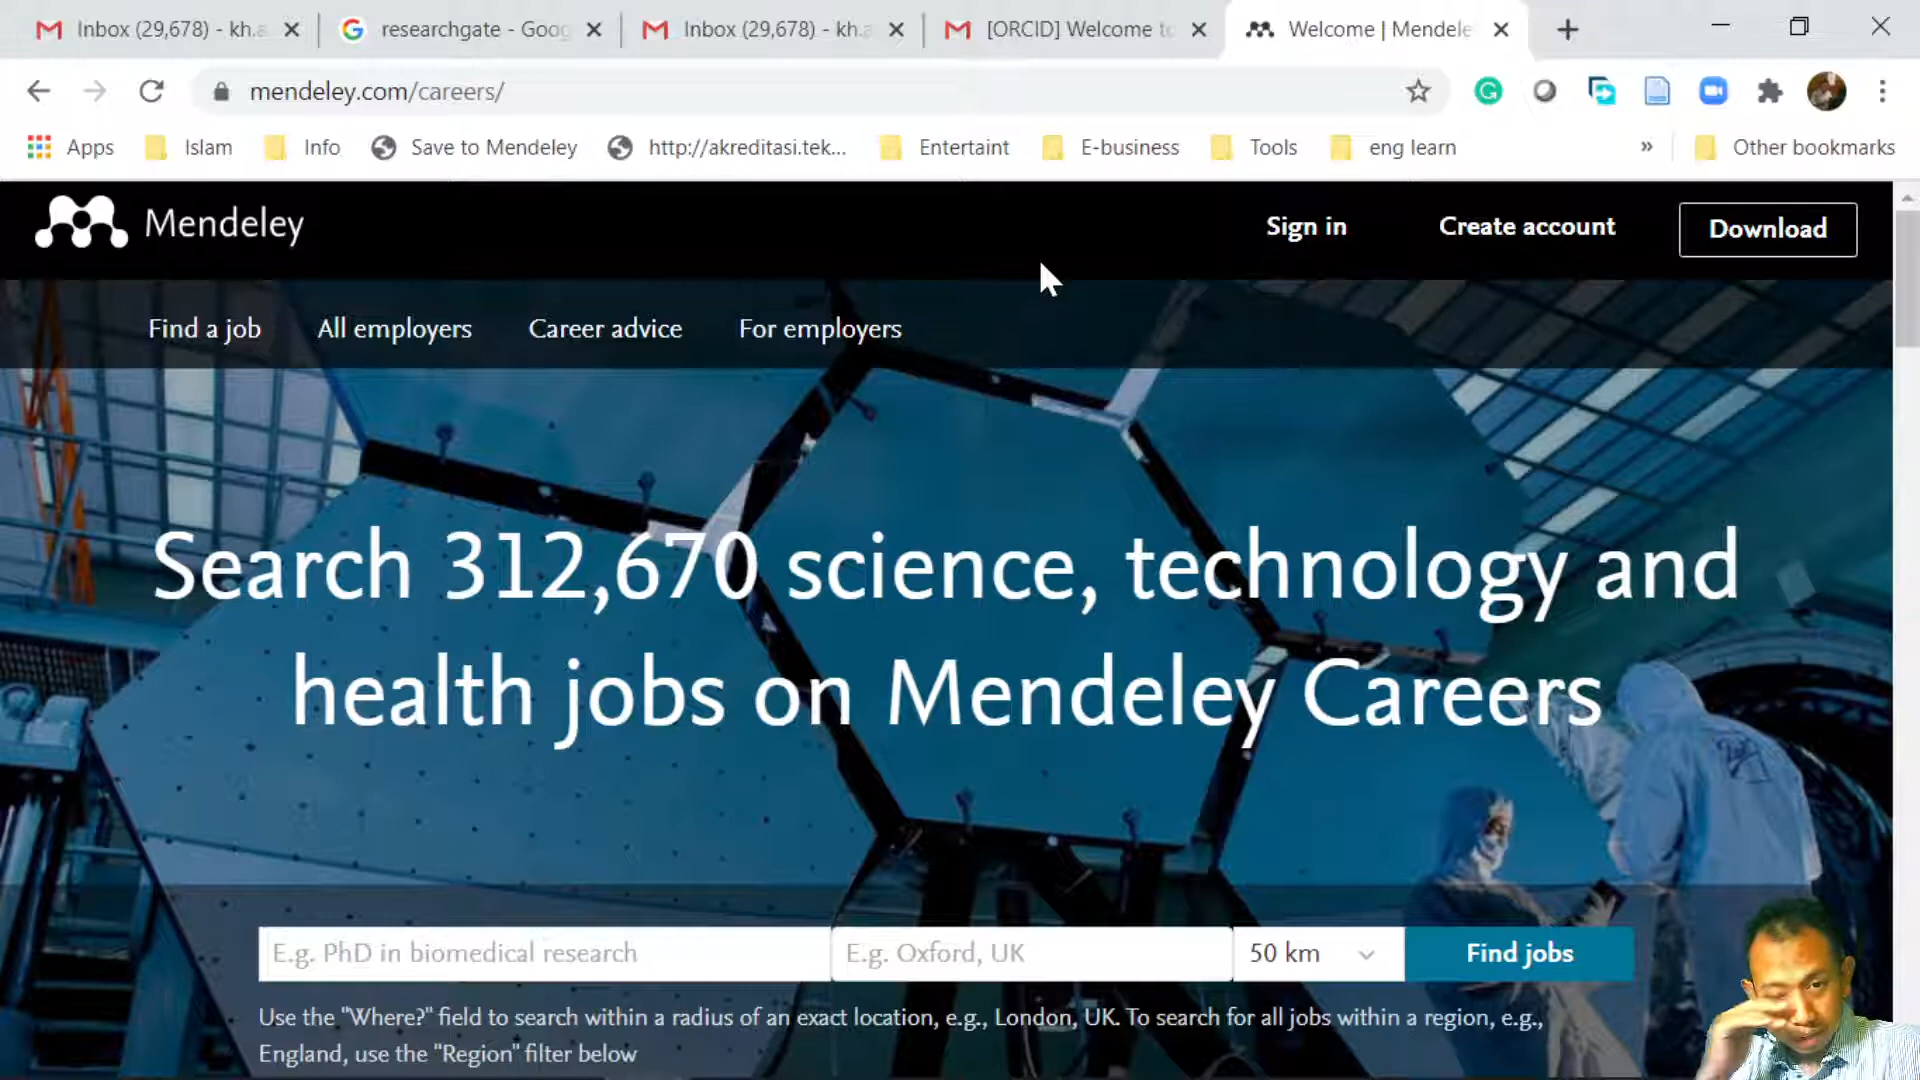 Inbox (29,678) - kh.a
researchgate - Goog
Inbox (29,678) - kh.a
[ORCID] Welcome to
Welcome | Mendele
mendeley.com/careers/
Apps
Islam
Info
Save to Mendeley
http://akreditasi.tek...
Entertaint
E-business
Tools
eng learn
»
Other bookmarks
Mendeley
Sign in
Create account
Download
Find a job
All employers
Career advice
For employers
Search 312,670 science, technology and
health jobs on Mendeley Careers
E.g. PhD in biomedical research
E.g. Oxford, UK
50 km
Find jobs
Use the "Where?" field to search within a radius of an exact location, e.g., London, UK. To search for all jobs within a region, e.g.,
England, use the "Region" filter below